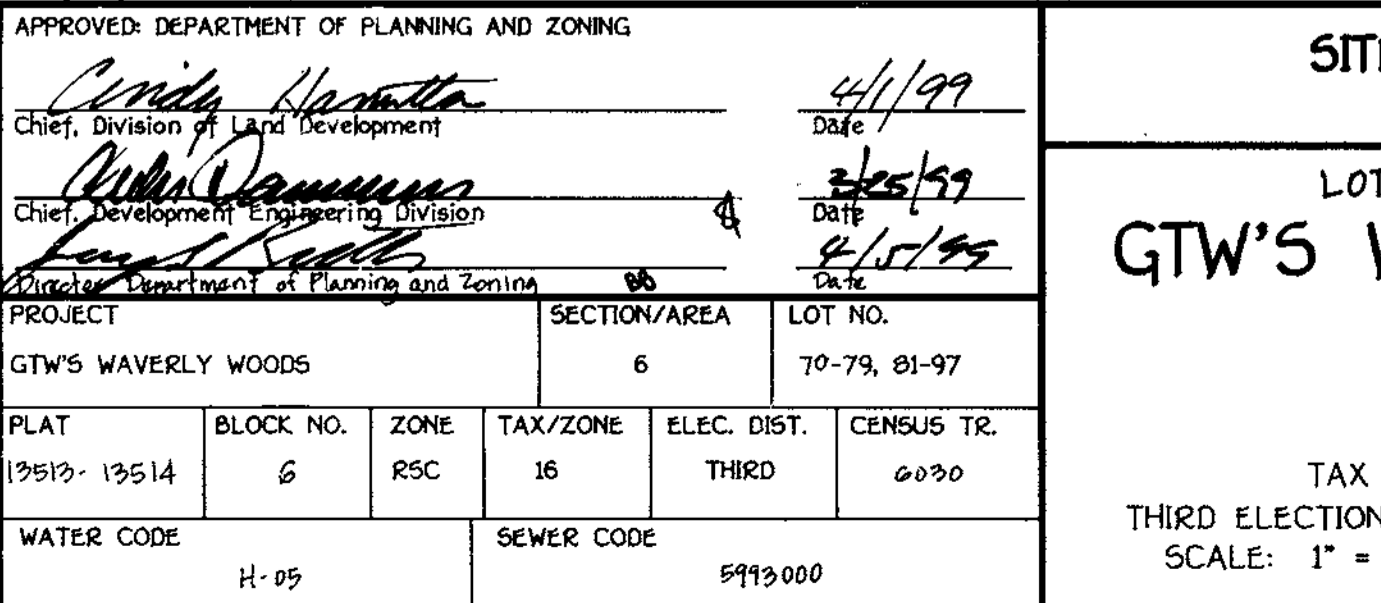 APPROVED: DEPARTMENT OF PLANNING AND ZONING
Cindy Hamilton 4/1/99
Chief, Division of Land Development Date
3/25/99
Chief, Development Engineering Division Date
4/5/99
Director Department of Planning and Zoning BB Date
PROJECT SECTION/AREA LOT NO.
GTW'S WAVERLY WOODS 6 70-79, 81-97
PLAT BLOCK NO. ZONE TAX/ZONE ELEC. DIST. CENSUS TR.
13513-13514 6 RSC 16 THIRD 6030
WATER CODE SEWER CODE
H-05 5993000
SIT
LOT
GTW'S W
TAX
THIRD ELECTION
SCALE: 1" =